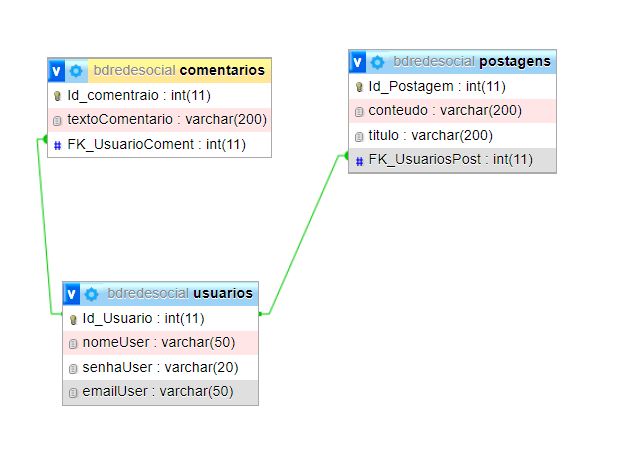 v bdredesocial comentarios
Id_comentraio : int(11)
textoComentario : varchar(200)
# FK_UsuarioComent : int(11)
v bdredesocial postagens
Id_Postagem : int(11)
conteudo : varchar(200)
titulo : varchar(200)
# FK_UsuariosPost : int(11)
v bdredesocial usuarios
Id_Usuario : int(11)
nomeUser : varchar(50)
senhaUser : varchar(20)
emailUser : varchar(50)